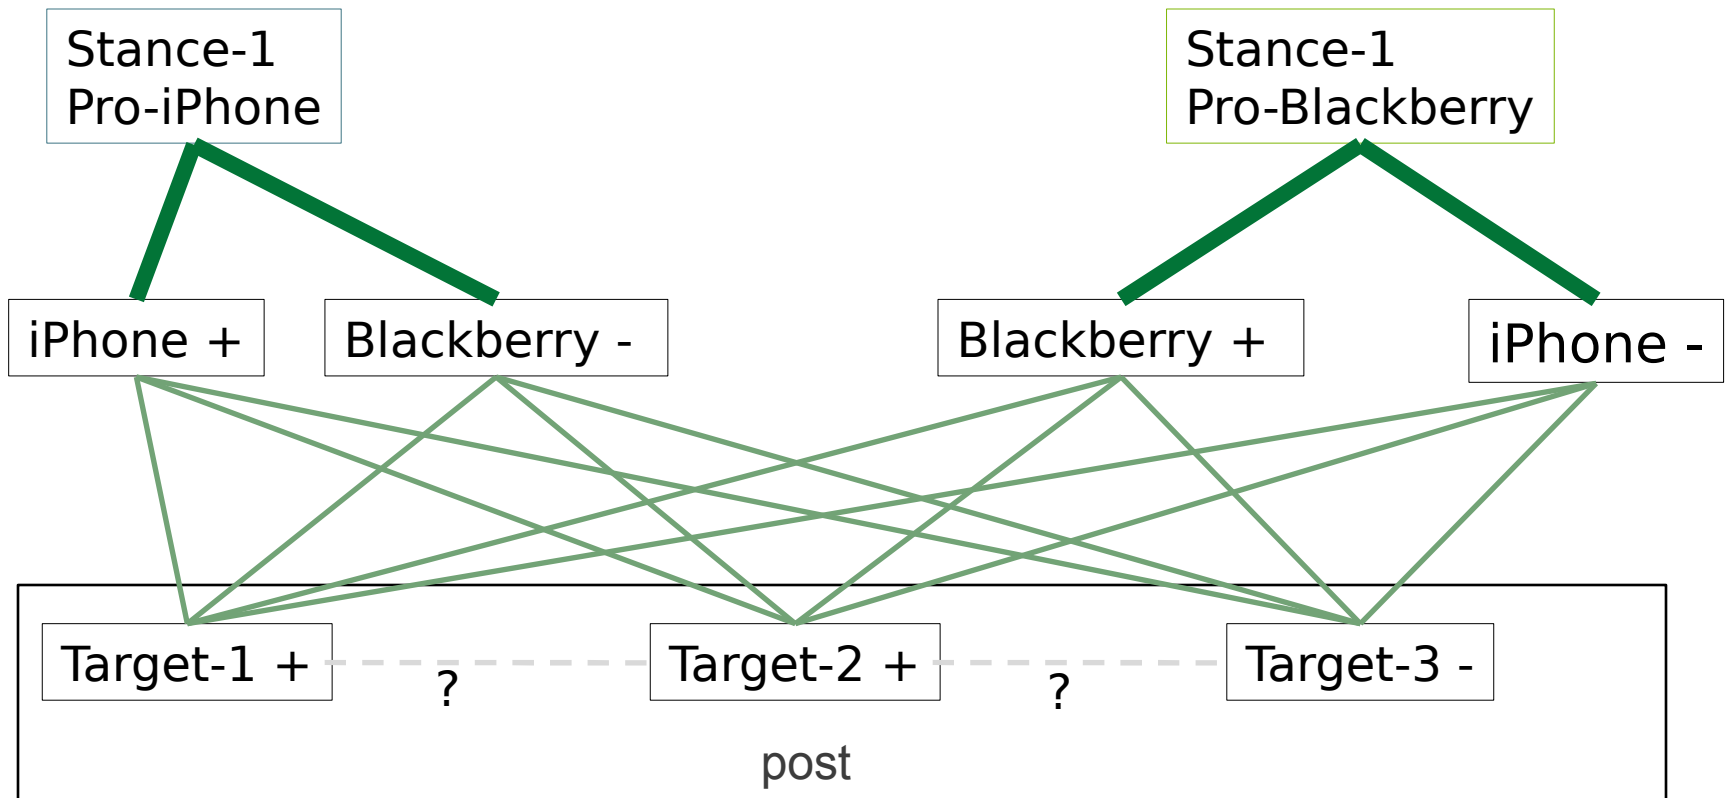 Stance-1
Pro-iPhone
Stance-1
Pro-Blackberry
iPhone +
Blackberry -
Blackberry +
iPhone -
Target-1 +
?
Target-2 +
?
Target-3 -
post